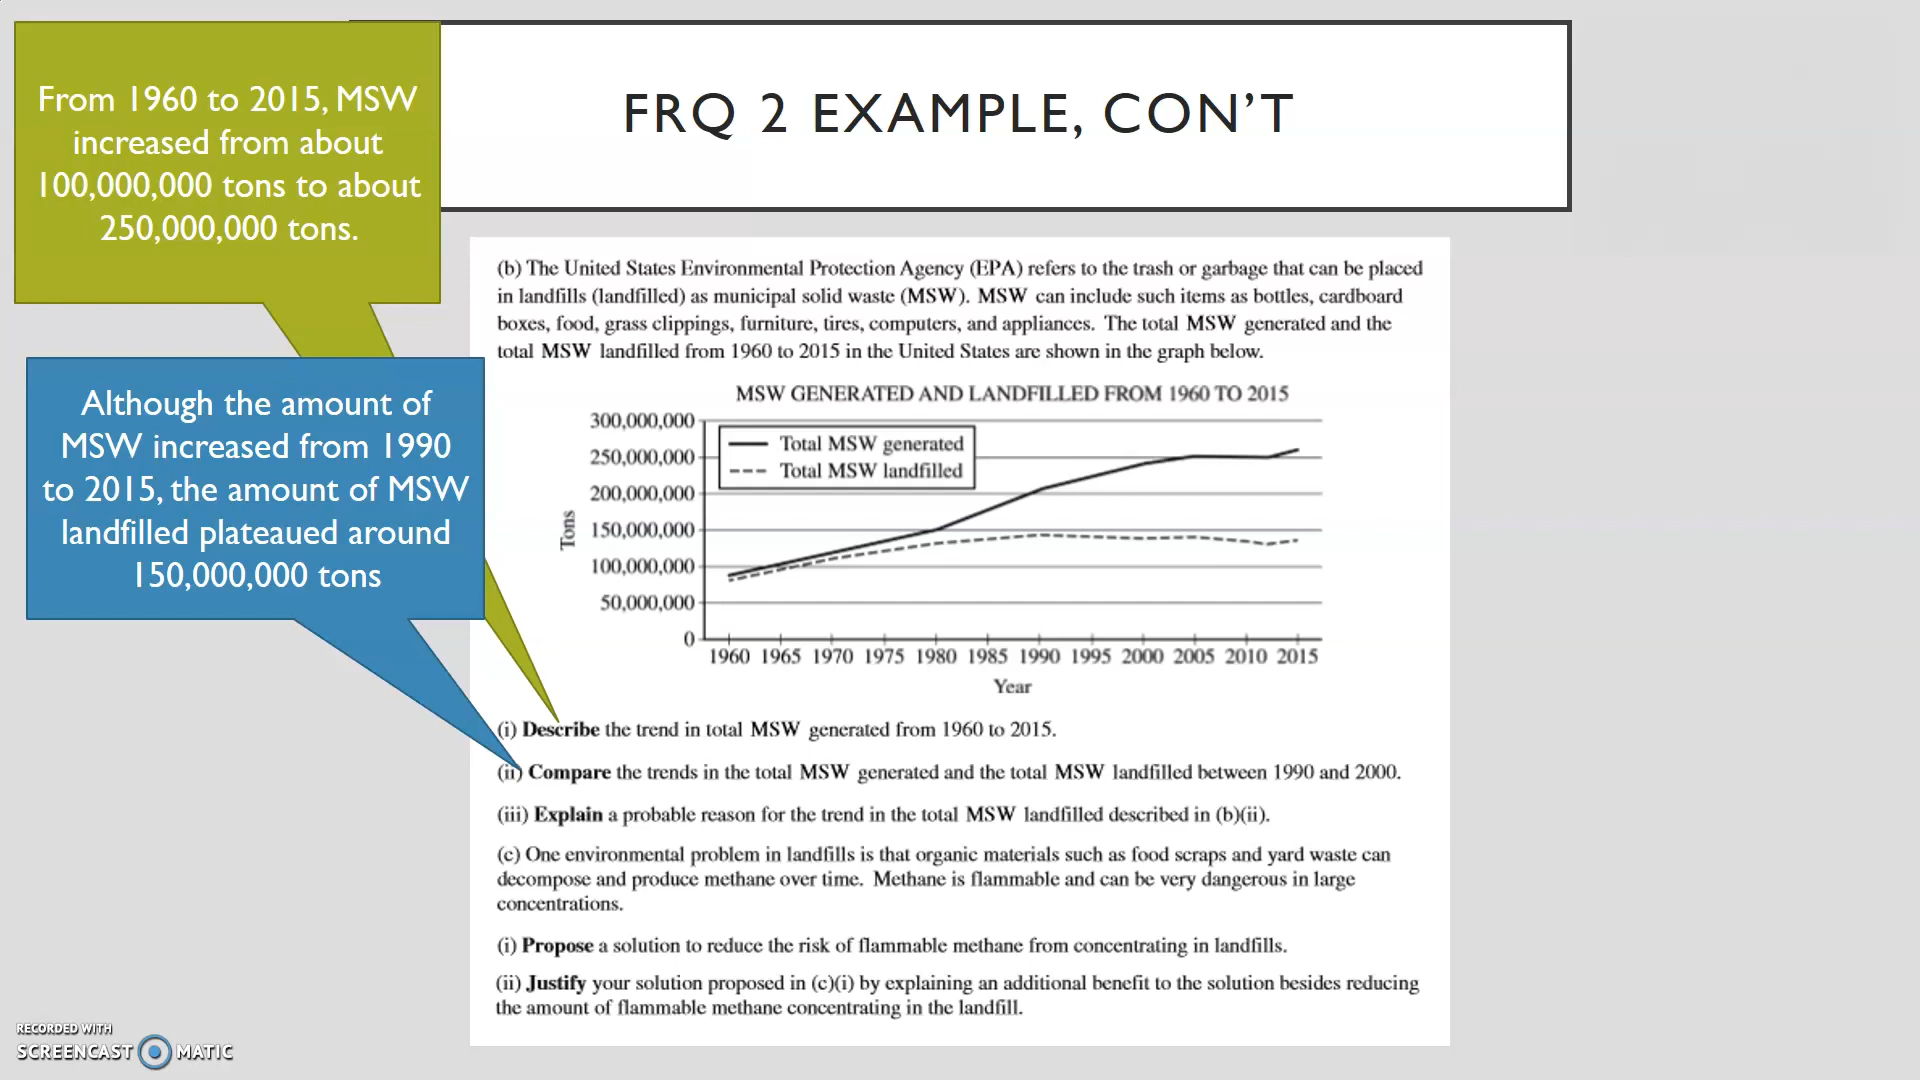 From 1960 to 2015, MSW
increased from about
100,000,000 tons to about
250,000,000 tons.
FRQ 2 EXAMPLE, CON'T
Although the amount of
MSW increased from 1990
to 2015, the amount of MSW
landfilled plateaued around
150,000,000 tons
(b) The United States Environmental Protection Agency (EPA) refers to the trash or garbage that can be placed
in landfills (landfilled) as municipal solid waste (MSW). MSW can include such items as bottles, cardboard
boxes, food, grass clippings, furniture, tires, computers, and appliances. The total MSW generated and the
total MSW landfilled from 1960 to 2015 in the United States are shown in the graph below.
MSW GENERATED AND LANDFILLED FROM 1960 TO 2015
300,000,000
250,000,000
200,000,000
150,000,000
100,000,000
50,000,000
0
Tons
Total MSW generated
Total MSW landfilled
1960 1965 1970 1975 1980 1985 1990 1995 2000 2005 2010 2015
Year
(i) Describe the trend in total MSW generated from 1960 to 2015.
(ii) Compare the trends in the total MSW generated and the total MSW landfilled between 1990 and 2000.
(iii) Explain a probable reason for the trend in the total MSW landfilled described in (b)(ii).
(c) One environmental problem in landfills is that organic materials such as food scraps and yard waste can
decompose and produce methane over time. Methane is flammable and can be very dangerous in large
concentrations.
(i) Propose a solution to reduce the risk of flammable methane from concentrating in landfills.
(ii) Justify your solution proposed in (c)(i) by explaining an additional benefit to the solution besides reducing
the amount of flammable methane concentrating in the landfill.
RECORDED WITH
SCREENCAST MATIC